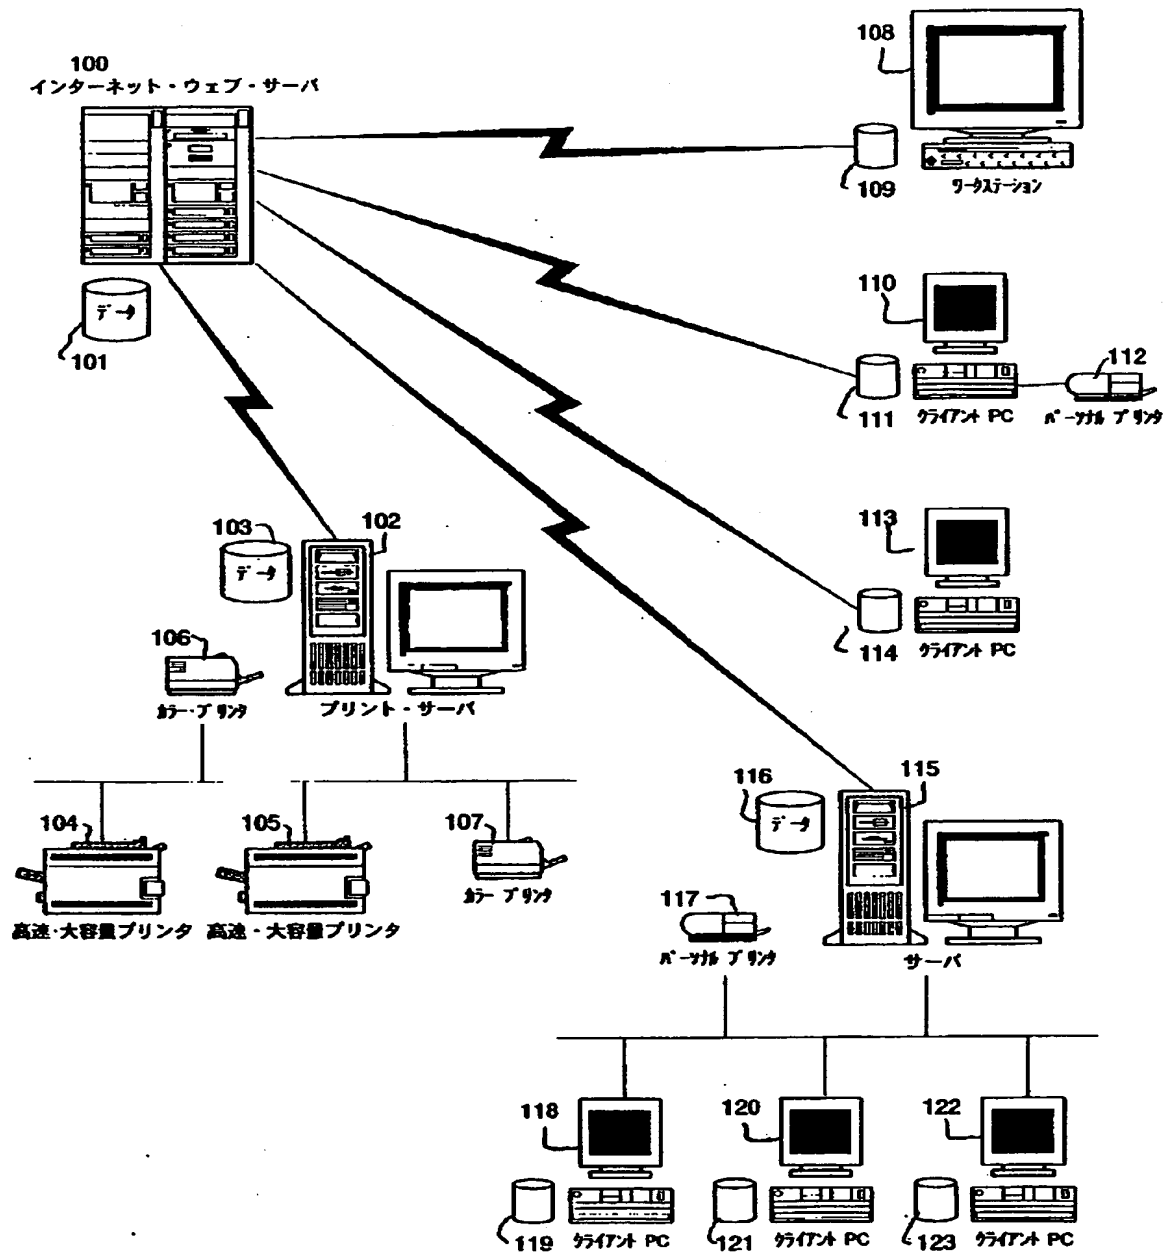 100
インターネット・ウェブ・サーバ
データ
101
108
109
ワークステーション
110
111
クライアント PC
112
パーソナル プリンタ
113
114
クライアント PC
103
データ
102
106
カラー・プリンタ
プリント・サーバ
104
高速・大容量プリンタ
105
高速・大容量プリンタ
107
カラー プリンタ
116
データ
115
117
パーソナル プリンタ
サーバ
118
119
クライアント PC
120
121
クライアント PC
122
123
クライアント PC